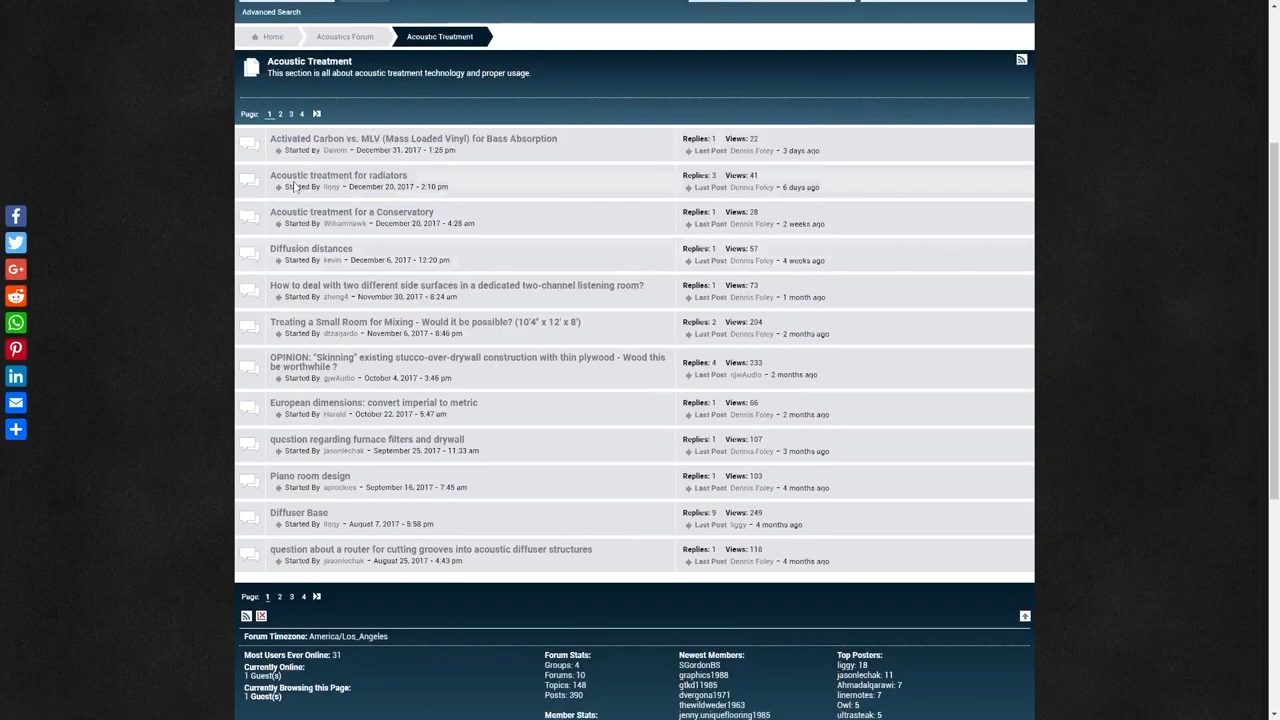 Advanced Search
Home Acoustics Forum Acoustic Treatment
Acoustic Treatment
This section is all about acoustic treatment technology and proper usage.
Page: 1 2 3 4
Activated Carbon vs. MLV (Mass Loaded Vinyl) for Bass Absorption
Started By Davem - December 31, 2017 - 1:25 pm
Replies: 1 Views: 22
Last Post Dennis Foley - 3 days ago
Acoustic treatment for radiators
Started By liggy - December 20, 2017 - 2:10 pm
Replies: 3 Views: 41
Last Post Dennis Foley - 6 days ago
Acoustic treatment for a Conservatory
Started By Williamhawk - December 20, 2017 - 4:28 am
Replies: 1 Views: 28
Last Post Dennis Foley - 2 weeks ago
Diffusion distances
Started By kevin - December 6, 2017 - 12:20 pm
Replies: 1 Views: 57
Last Post Dennis Foley - 4 weeks ago
How to deal with two different side surfaces in a dedicated two-channel listening room?
Started By zheng4 - November 30, 2017 - 8:24 am
Replies: 1 Views: 73
Last Post Dennis Foley - 1 month ago
Treating a Small Room for Mixing - Would it be possible? (10'4" x 12' x 8')
Started By dtzagardo - November 6, 2017 - 8:46 pm
Replies: 2 Views: 204
Last Post Dennis Foley - 2 months ago
OPINION: "Skinning" existing stucco-over-drywall construction with thin plywood - Wood this
be worthwhile ?
Started By gjwAudio - October 4, 2017 - 3:46 pm
Replies: 4 Views: 233
Last Post gjwAudio - 2 months ago
European dimensions: convert imperial to metric
Started By Harald - October 22, 2017 - 5:47 am
Replies: 1 Views: 66
Last Post Dennis Foley - 2 months ago
question regarding furnace filters and drywall
Started By jasonlechak - September 25, 2017 - 11:33 am
Replies: 1 Views: 107
Last Post Dennis Foley - 3 months ago
Piano room design
Started By aprockies - September 16, 2017 - 7:45 am
Replies: 1 Views: 103
Last Post Dennis Foley - 4 months ago
Diffuser Base
Started By liggy - August 7, 2017 - 5:58 pm
Replies: 9 Views: 249
Last Post liggy - 4 months ago
question about a router for cutting grooves into acoustic diffuser structures
Started By jasonlechak - August 25, 2017 - 4:43 pm
Replies: 1 Views: 118
Last Post Dennis Foley - 4 months ago
Page: 1 2 3 4
Forum Timezone: America/Los_Angeles
Most Users Ever Online: 31
Currently Online:
1 Guest(s)
Currently Browsing this Page:
1 Guest(s)
Forum Stats:
Groups: 4
Forums: 10
Topics: 148
Posts: 390
Member Stats:
Newest Members:
SGordonBS
graphics1988
gtkd11985
dvergona1971
thewildweder1963
jenny.uniqueflooring1985
Top Posters:
liggy: 18
jasonlechak: 11
Ahmadalqarawi: 7
linernotes: 7
Owl: 5
ultrasteak: 5